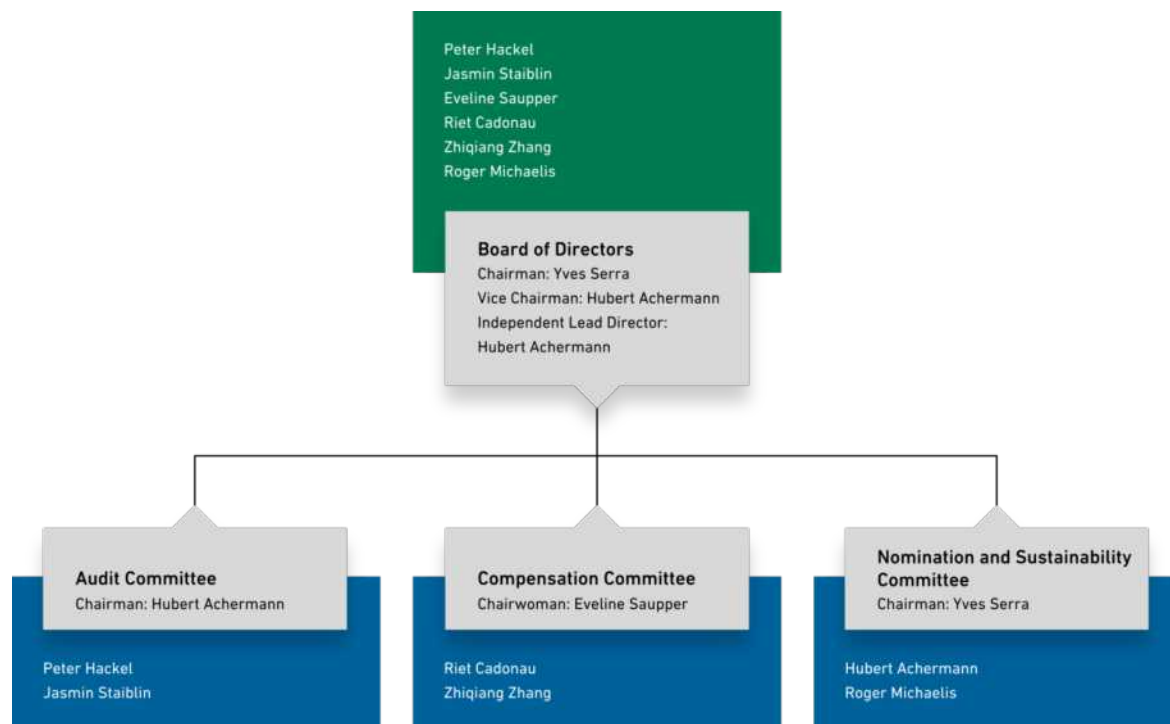 Peter Hackel
Jasmin Staiblin
Eveline Saupper
Riet Cadonau
Zhiqiang Zhang
Roger Michaelis
Board of Directors
Chairman: Yves Serra
Vice Chairman: Hubert Achermann
Independent Lead Director:
Hubert Achermann
Audit Committee
Chairman: Hubert Achermann
Peter Hackel
Jasmin Staiblin
Compensation Committee
Chairwoman: Eveline Saupper
Riet Cadonau
Zhiqiang Zhang
Nomination and Sustainability
Committee
Chairman: Yves Serra
Hubert Achermann
Roger Michaelis